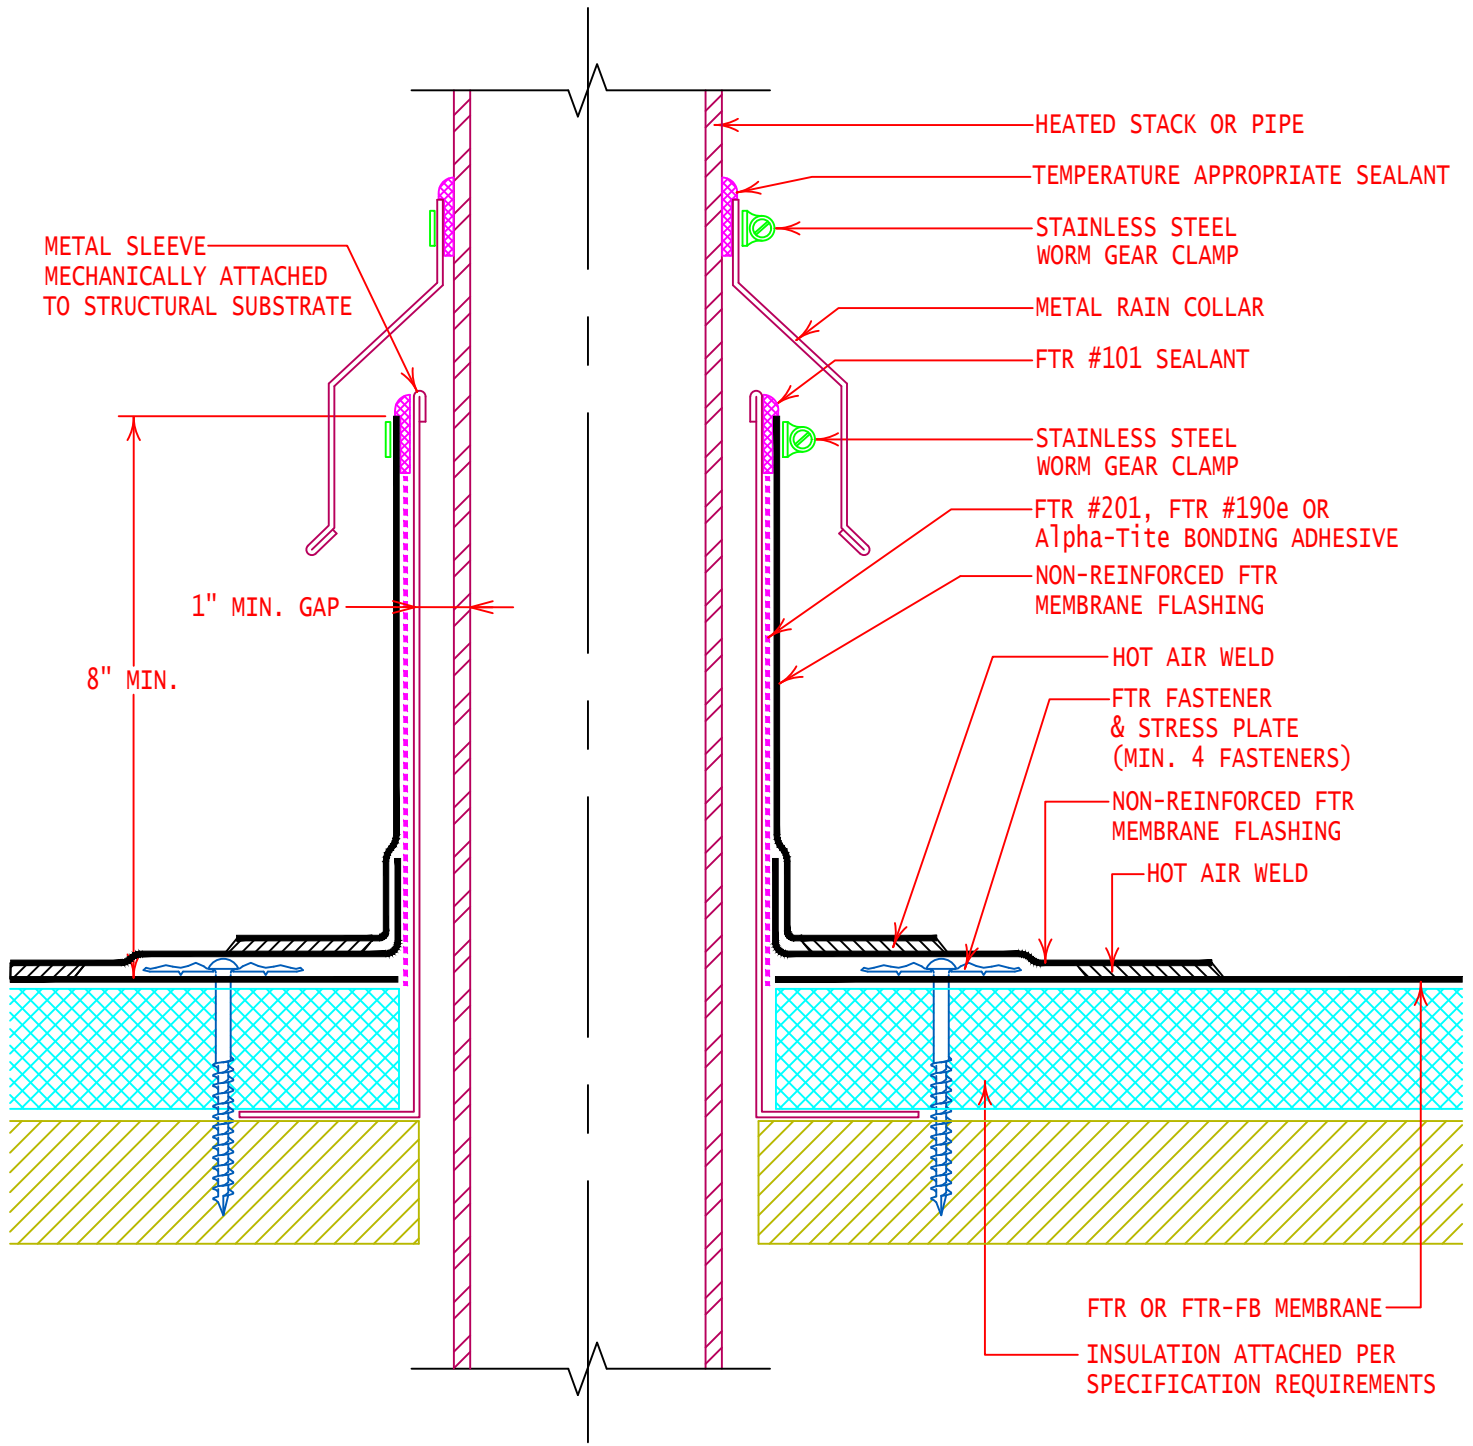 HEATED STACK OR PIPE
TEMPERATURE APPROPRIATE SEALANT
STAINLESS STEEL
WORM GEAR CLAMP
METAL SLEEVE
MECHANICALLY ATTACHED
TO STRUCTURAL SUBSTRATE
METAL RAIN COLLAR
FTR #101 SEALANT
STAINLESS STEEL
WORM GEAR CLAMP
FTR #201, FTR #190e OR
Alpha-Tite BONDING ADHESIVE
NON-REINFORCED FTR
MEMBRANE FLASHING
1" MIN. GAP
8" MIN.
HOT AIR WELD
FTR FASTENER
& STRESS PLATE
(MIN. 4 FASTENERS)
NON-REINFORCED FTR
MEMBRANE FLASHING
HOT AIR WELD
FTR OR FTR-FB MEMBRANE
INSULATION ATTACHED PER
SPECIFICATION REQUIREMENTS